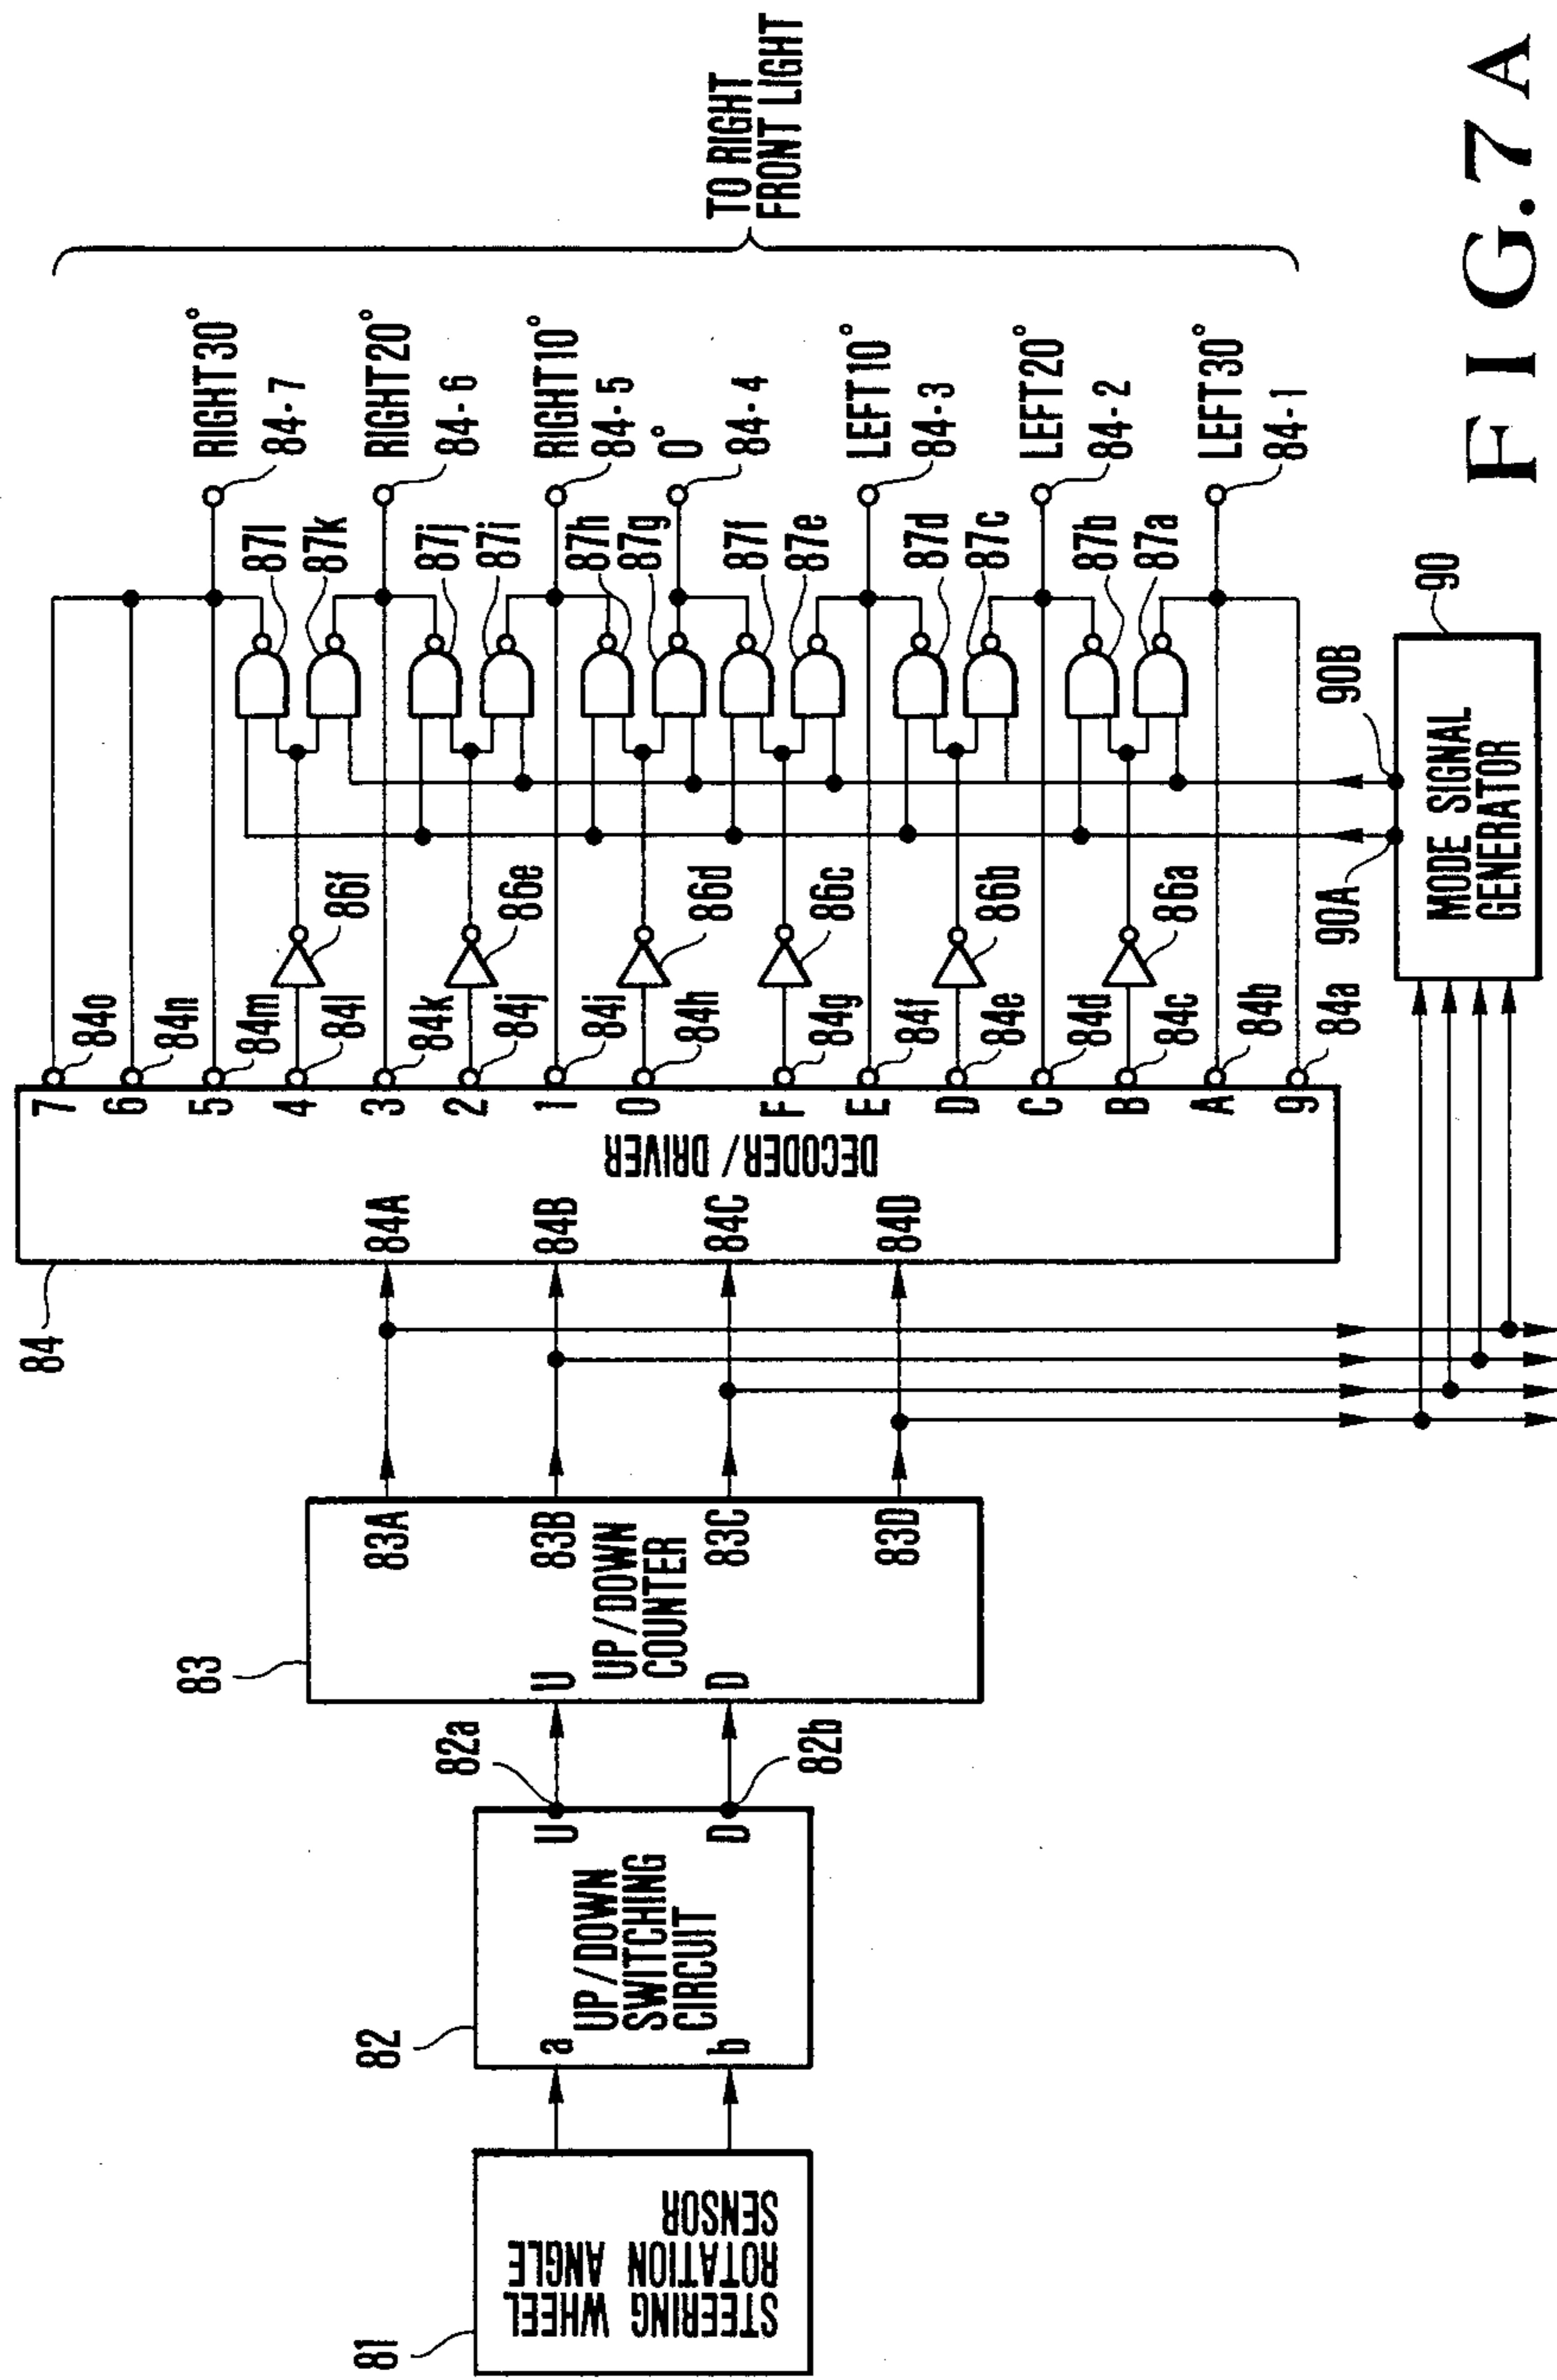 FIG.7A
81
STEERING WHEEL
ROTATION ANGLE
SENSOR
82
a
b
UP/DOWN
SWITCHING
CIRCUIT
U
D
82a
82b
83
U
D
UP/DOWN
COUNTER
83A
83B
83C
83D
84
84A
84B
84C
84D
DECODER/DRIVER
7
6
5
4
3
2
1
0
F
E
D
C
B
A
9
84o
84n
84m
84l
84k
84j
84i
84h
84g
84f
84e
84d
84c
84b
84a
86f
86e
86d
86c
86b
86a
87l
87k
87j
87i
87h
87g
87f
87e
87d
87c
87b
87a
RIGHT 30°
84-7
RIGHT 20°
84-6
RIGHT 10°
84-5
0°
84-4
LEFT 10°
84-3
LEFT 20°
84-2
LEFT 30°
84-1
TO RIGHT
FRONT LIGHT
90A
90B
90
MODE SIGNAL
GENERATOR